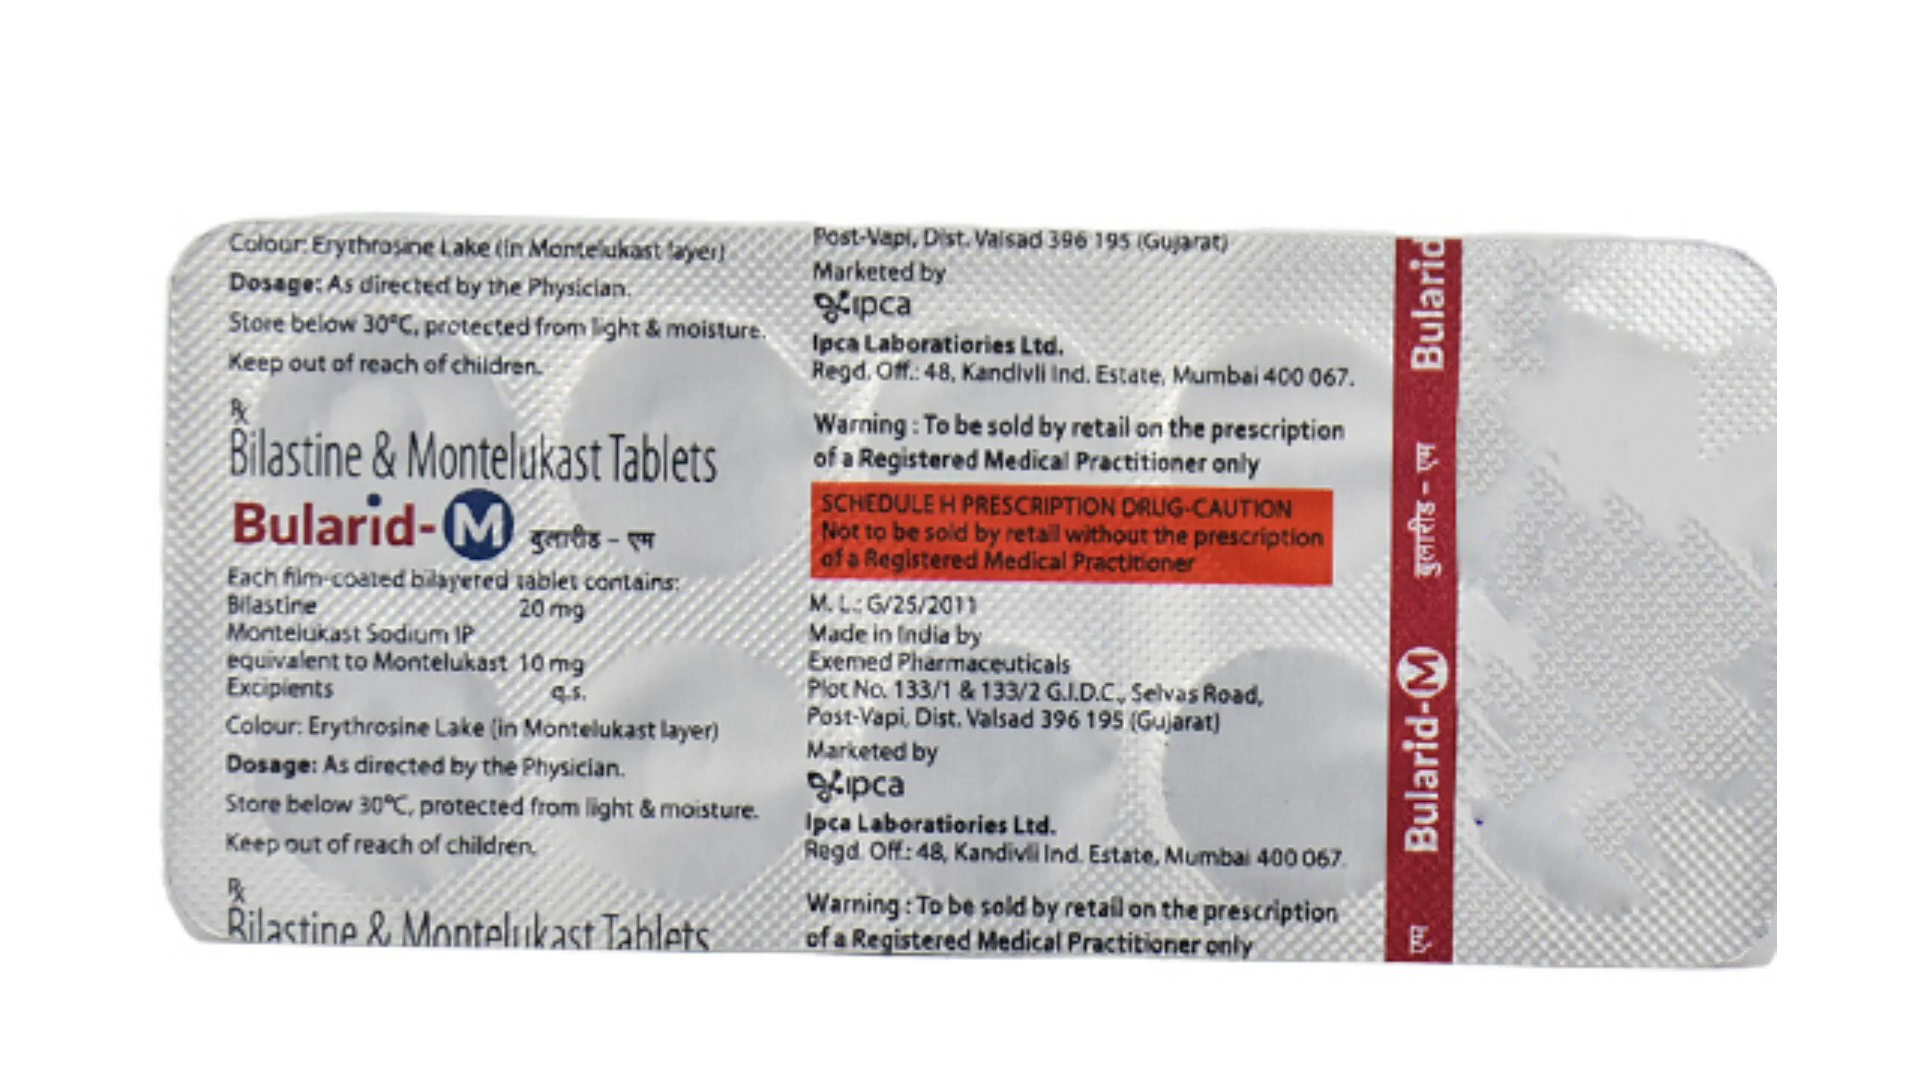 Colour: Erythrosine Lake (in Montelukast layer)
Dosage: As directed by the Physician.
Store below 30°C, protected from light & moisture.
Keep out of reach of children.
Rx
Bilastine & Montelukast Tablets
Bularid-M बुलारीड - एम
Each film-coated bilayered tablet contains:
Bilastine 20 mg
Montelukast Sodium IP
equivalent to Montelukast 10 mg
Excipients q.s.
Colour: Erythrosine Lake (in Montelukast layer)
Dosage: As directed by the Physician.
Store below 30°C, protected from light & moisture.
Keep out of reach of children.
Rx
Bilastine & Montelukast Tablets
Post-Vapi, Dist. Valsad 396 195 (Gujarat)
Marketed by
ipca
Ipca Laboratiories Ltd.
Regd. Off.: 48, Kandivli Ind. Estate, Mumbai 400 067.
Warning : To be sold by retail on the prescription
of a Registered Medical Practitioner only
SCHEDULE H PRESCRIPTION DRUG-CAUTION
Not to be sold by retail without the prescription
of a Registered Medical Practitioner
M. L.: G/25/2011
Made in India by
Exemed Pharmaceuticals
Plot No. 133/1 & 133/2 G.I.D.C., Selvas Road,
Post-Vapi, Dist. Valsad 396 195 (Gujarat)
Marketed by
ipca
Ipca Laboratiories Ltd.
Regd. Off.: 48, Kandivli Ind. Estate, Mumbai 400 067.
Warning : To be sold by retail on the prescription
of a Registered Medical Practitioner only
एम
Bularid-M
बुलारीड - एम
Bularid